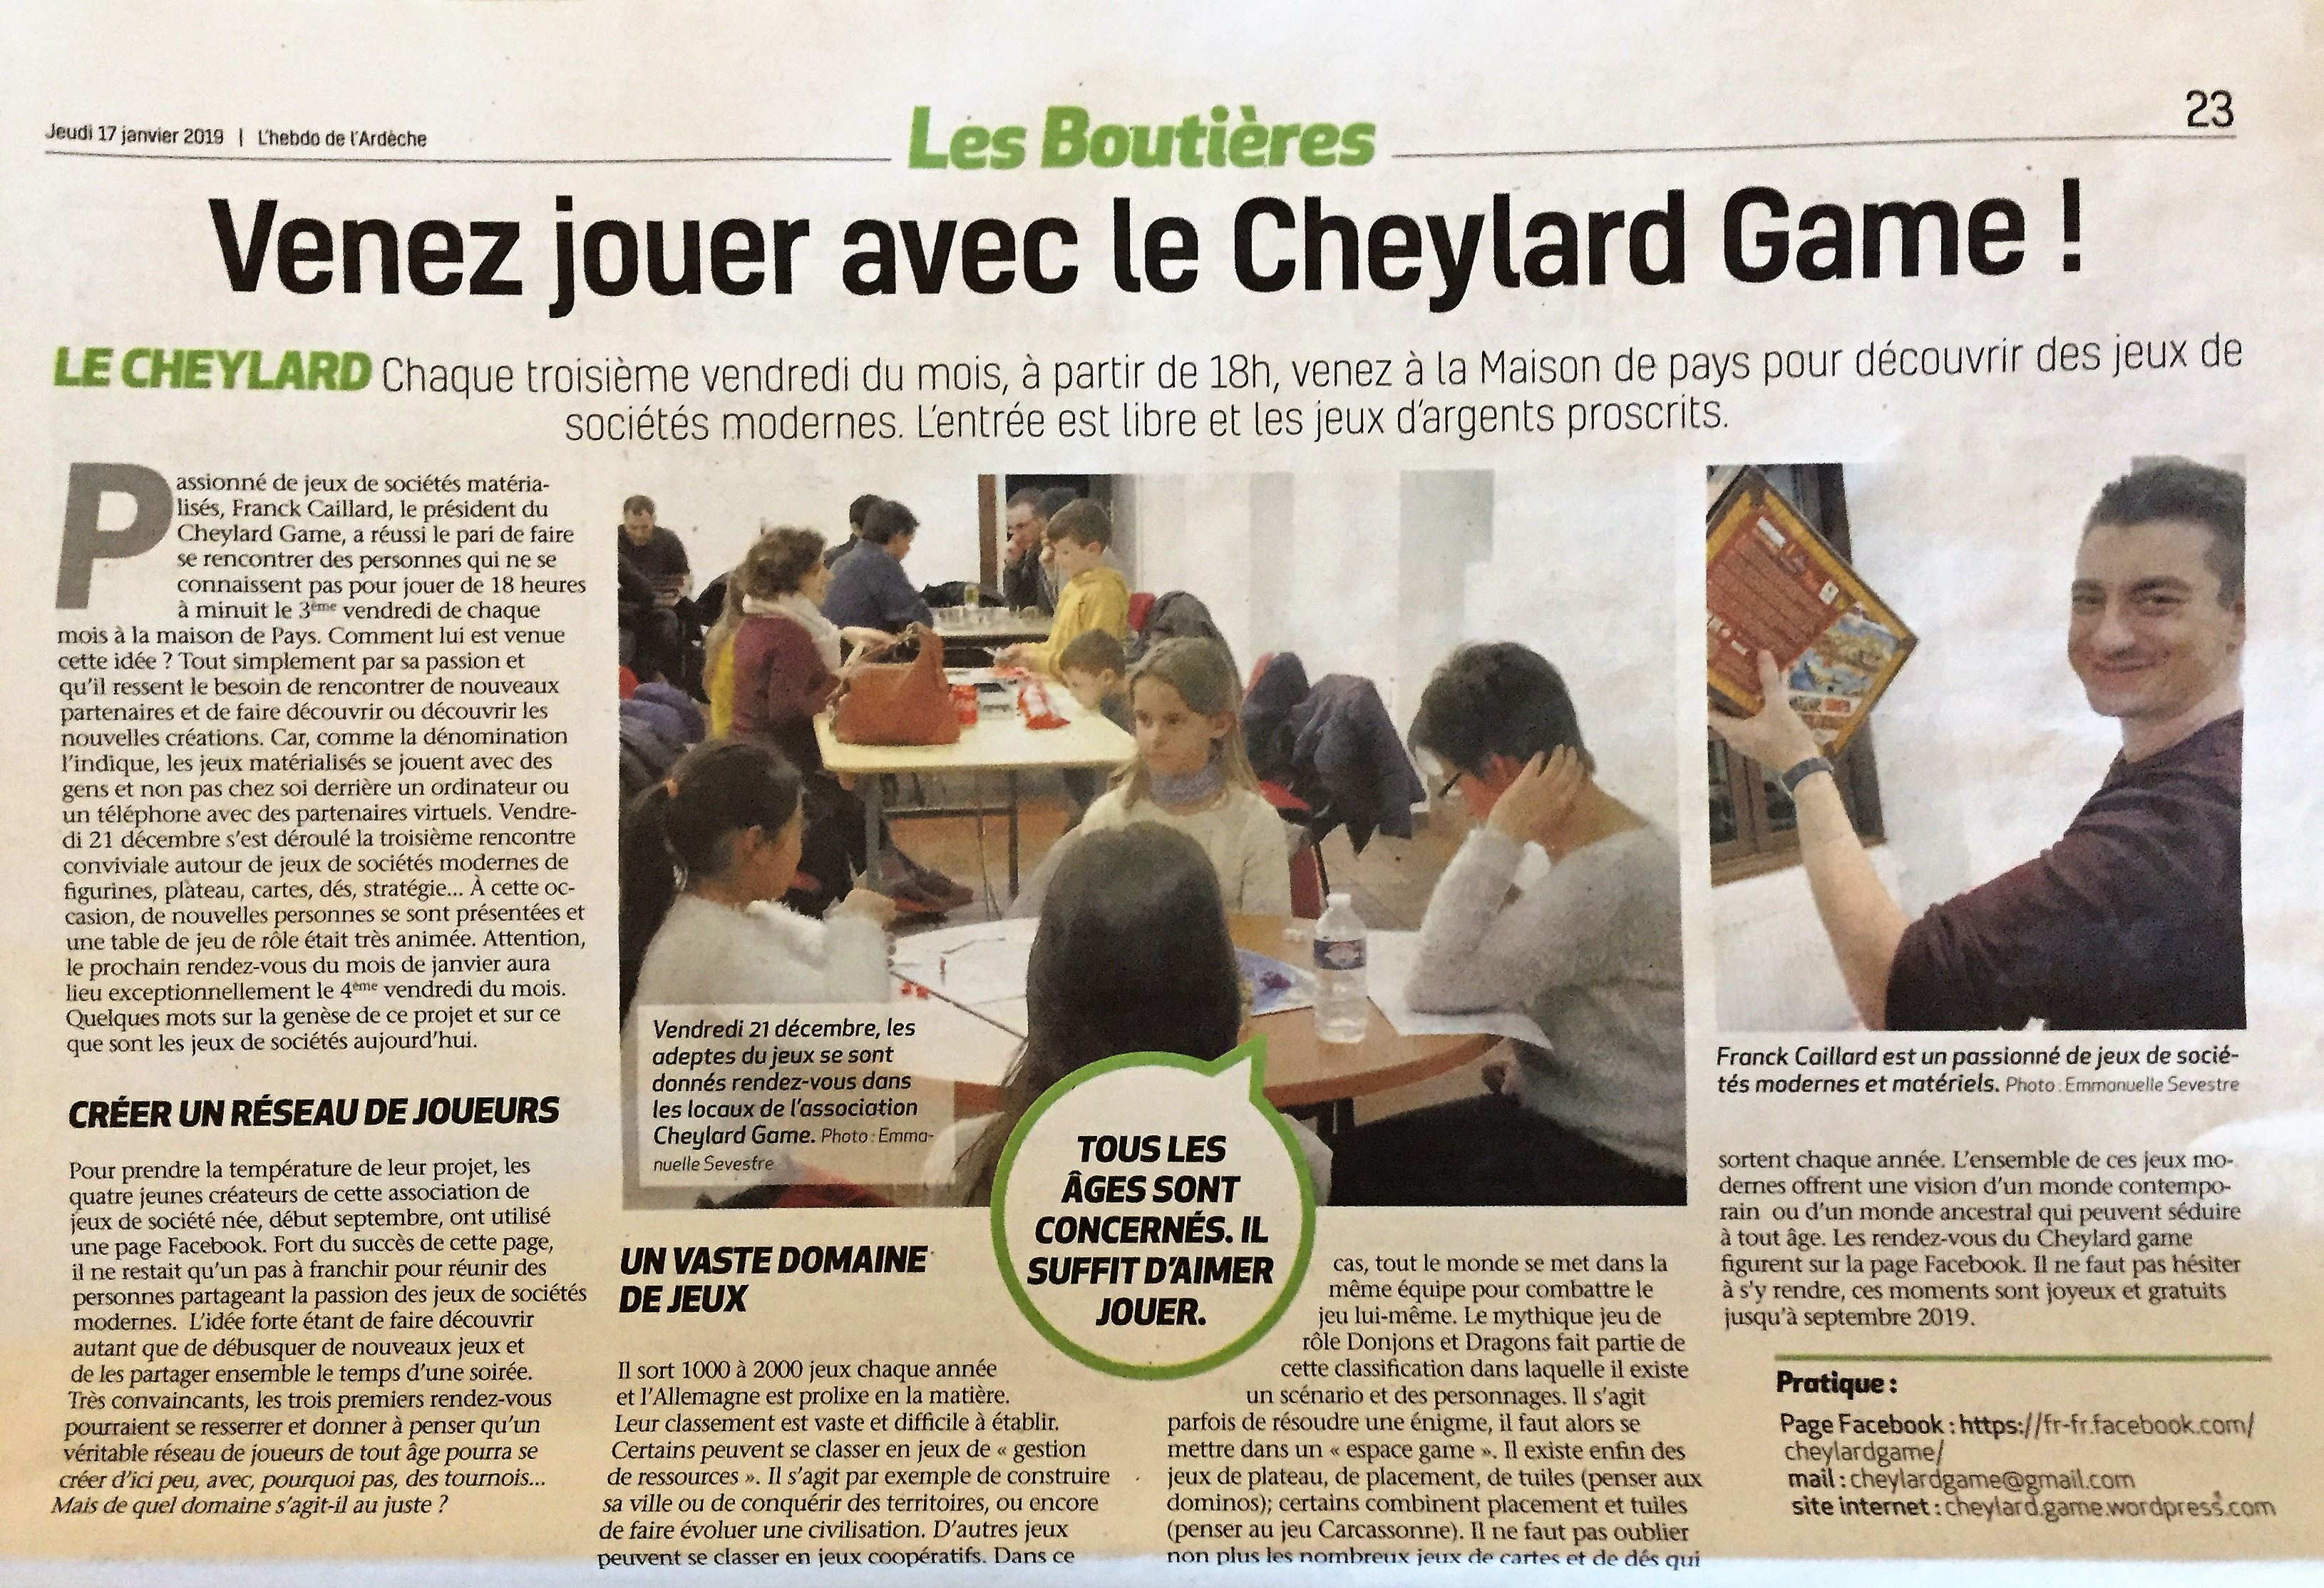 Jeudi 17 janvier 2019 | L'hebdo de l'Ardèche
Les Boutières
23
Venez jouer avec le Cheylard Game !
LE CHEYLARD Chaque troisième vendredi du mois, à partir de 18h, venez à la Maison de pays pour découvrir des jeux de
sociétés modernes. L'entrée est libre et les jeux d'argents proscrits.
Passionné de jeux de sociétés matéria-
lisés, Franck Caillard, le président du
Cheylard Game, a réussi le pari de faire
se rencontrer des personnes qui ne se
connaissent pas pour jouer de 18 heures
à minuit le 3ème vendredi de chaque
mois à la maison de Pays. Comment lui est venue
cette idée ? Tout simplement par sa passion et
qu'il ressent le besoin de rencontrer de nouveaux
partenaires et de faire découvrir ou découvrir les
nouvelles créations. Car, comme la dénomination
l'indique, les jeux matérialisés se jouent avec des
gens et non pas chez soi derrière un ordinateur ou
un téléphone avec des partenaires virtuels. Vendre-
di 21 décembre s'est déroulé la troisième rencontre
conviviale autour de jeux de sociétés modernes de
figurines, plateau, cartes, dés, stratégie... À cette oc-
casion, de nouvelles personnes se sont présentées et
une table de jeu de rôle était très animée. Attention,
le prochain rendez-vous du mois de janvier aura
lieu exceptionnellement le 4ème vendredi du mois.
Quelques mots sur la genèse de ce projet et sur ce
que sont les jeux de sociétés aujourd'hui.
CRÉER UN RÉSEAU DE JOUEURS
Pour prendre la température de leur projet, les
quatre jeunes créateurs de cette association de
jeux de société née, début septembre, ont utilisé
une page Facebook. Fort du succès de cette page,
il ne restait qu'un pas à franchir pour réunir des
personnes partageant la passion des jeux de sociétés
modernes. L'idée forte étant de faire découvrir
autant que de débusquer de nouveaux jeux et
de les partager ensemble le temps d'une soirée.
Très convaincants, les trois premiers rendez-vous
pourraient se resserrer et donner à penser qu'un
véritable réseau de joueurs de tout âge pourra se
créer d'ici peu, avec, pourquoi pas, des tournois...
Mais de quel domaine s'agit-il au juste ?
Vendredi 21 décembre, les
adeptes du jeux se sont
donnés rendez-vous dans
les locaux de l'association
Cheylard Game. Photo : Emma-
nuelle Sevestre
UN VASTE DOMAINE
DE JEUX
Il sort 1000 à 2000 jeux chaque année
et l'Allemagne est prolixe en la matière.
Leur classement est vaste et difficile à établir.
Certains peuvent se classer en jeux de « gestion
de ressources ». Il s'agit par exemple de construire
sa ville ou de conquérir des territoires, ou encore
de faire évoluer une civilisation. D'autres jeux
peuvent se classer en jeux coopératifs. Dans ce
TOUS LES
ÂGES SONT
CONCERNÉS. IL
SUFFIT D'AIMER
JOUER.
cas, tout le monde se met dans la
même équipe pour combattre le
jeu lui-même. Le mythique jeu de
rôle Donjons et Dragons fait partie de
cette classification dans laquelle il existe
un scénario et des personnages. Il s'agit
parfois de résoudre une énigme, il faut alors se
mettre dans un « espace game ». Il existe enfin des
jeux de plateau, de placement, de tuiles (penser aux
dominos); certains combinent placement et tuiles
(penser au jeu Carcassonne). Il ne faut pas oublier
non plus les nombreux jeux de cartes et de dés qui
Franck Caillard est un passionné de jeux de socié-
tés modernes et matériels. Photo : Emmanuelle Sevestre
sortent chaque année. L'ensemble de ces jeux mo-
dernes offrent une vision d'un monde contempo-
rain ou d'un monde ancestral qui peuvent séduire
à tout âge. Les rendez-vous du Cheylard game
figurent sur la page Facebook. Il ne faut pas hésiter
à s'y rendre, ces moments sont joyeux et gratuits
jusqu'à septembre 2019.
Pratique :
Page Facebook : https://fr-fr.facebook.com/
cheylardgame/
mail : cheylardgame@gmail.com
site internet : cheylard.game.wordpress.com